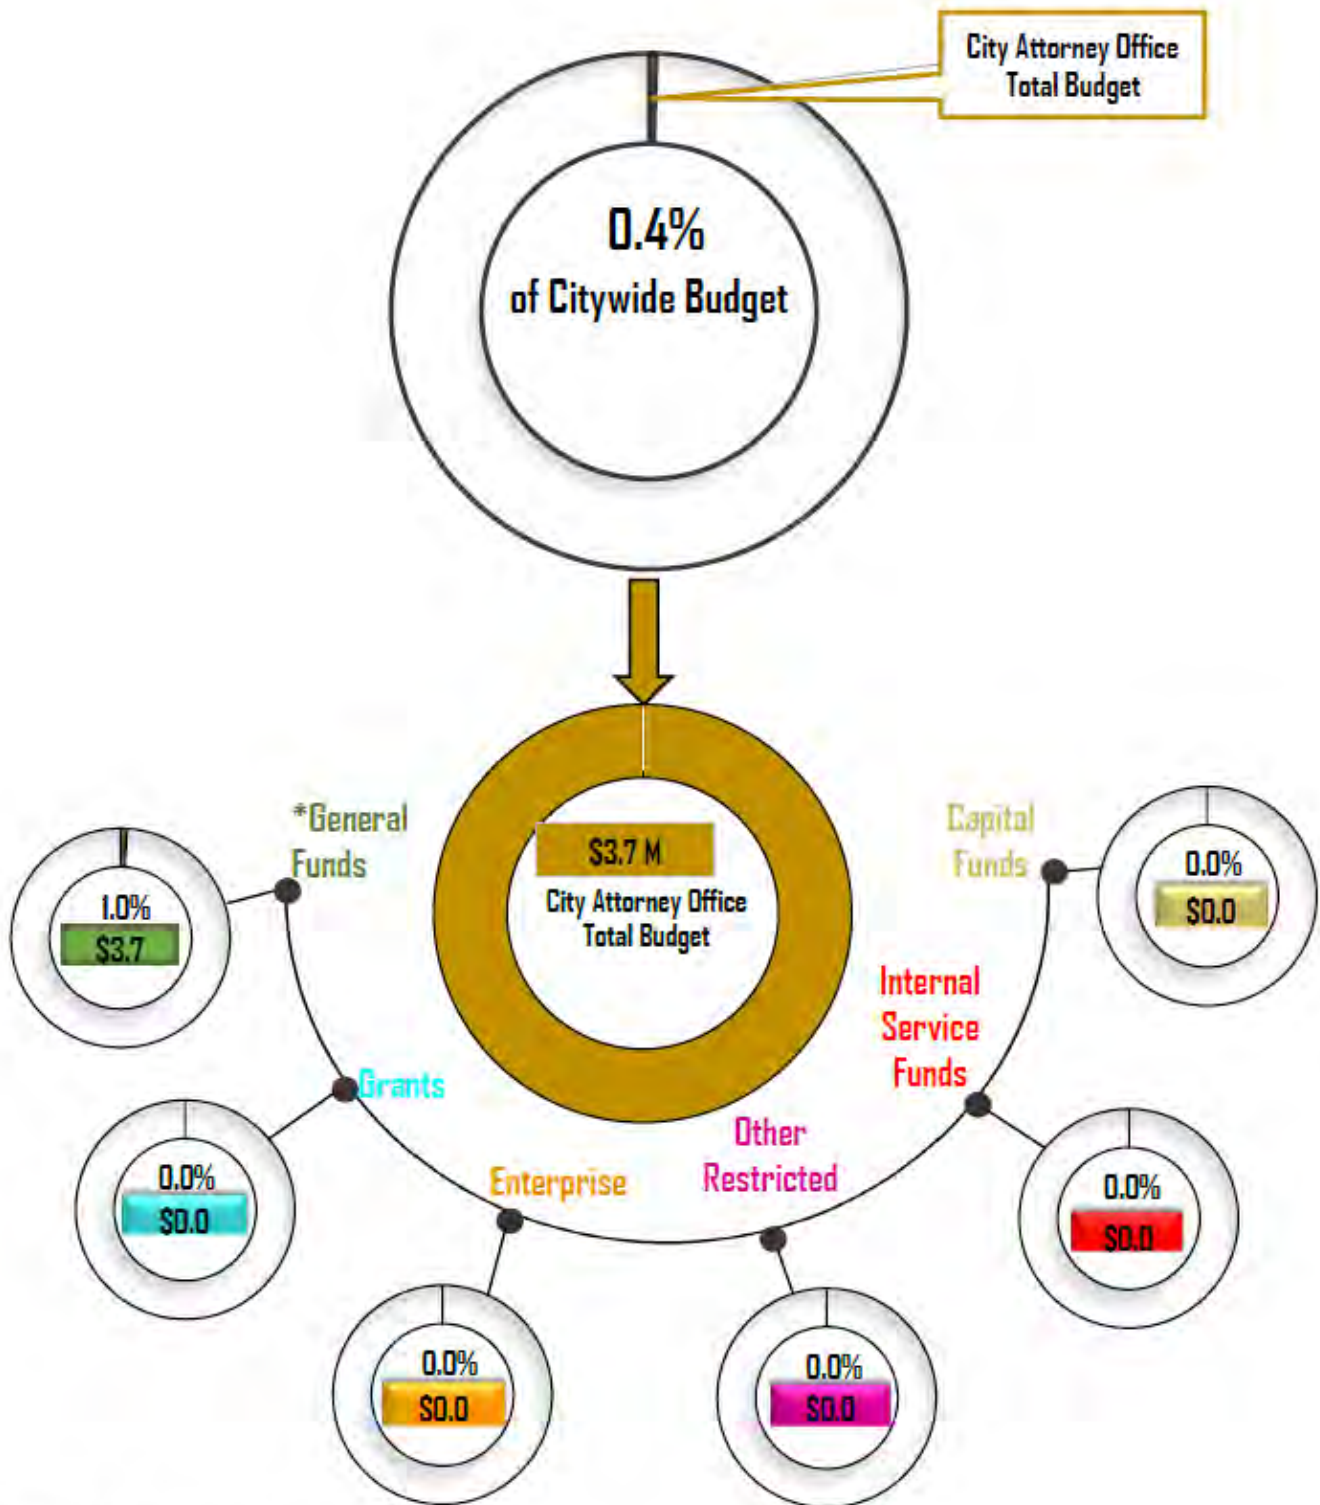 City Attorney Office
Total Budget
0.4%
of Citywide Budget
$3.7 M
City Attorney Office
Total Budget
*General
Funds
1.0%
$3.7
Grants
0.0%
$0.0
Enterprise
0.0%
$0.0
Other
Restricted
0.0%
$0.0
Internal
Service
Funds
0.0%
$0.0
Capital
Funds
0.0%
$0.0